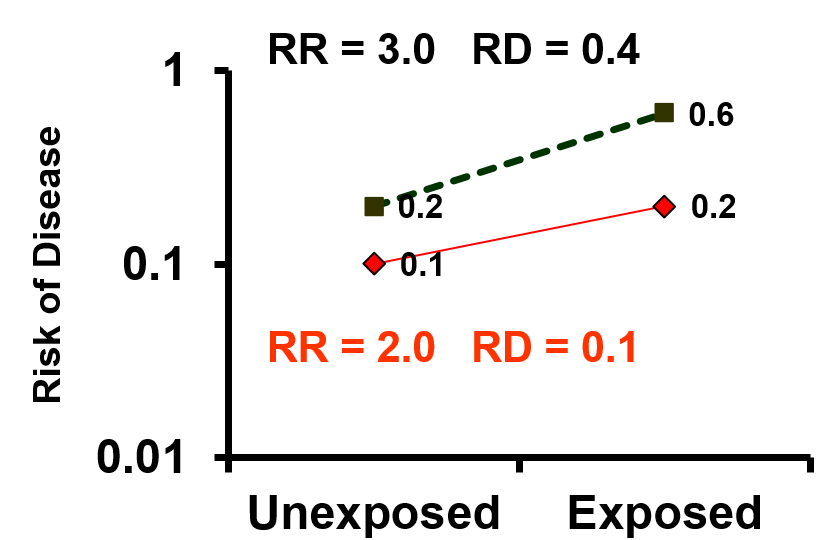 RR = 3.0 RD = 0.4
1
0.6
0.2
0.2
0.1
0.1
Risk of Disease
RR = 2.0 RD = 0.1
0.01
Unexposed Exposed